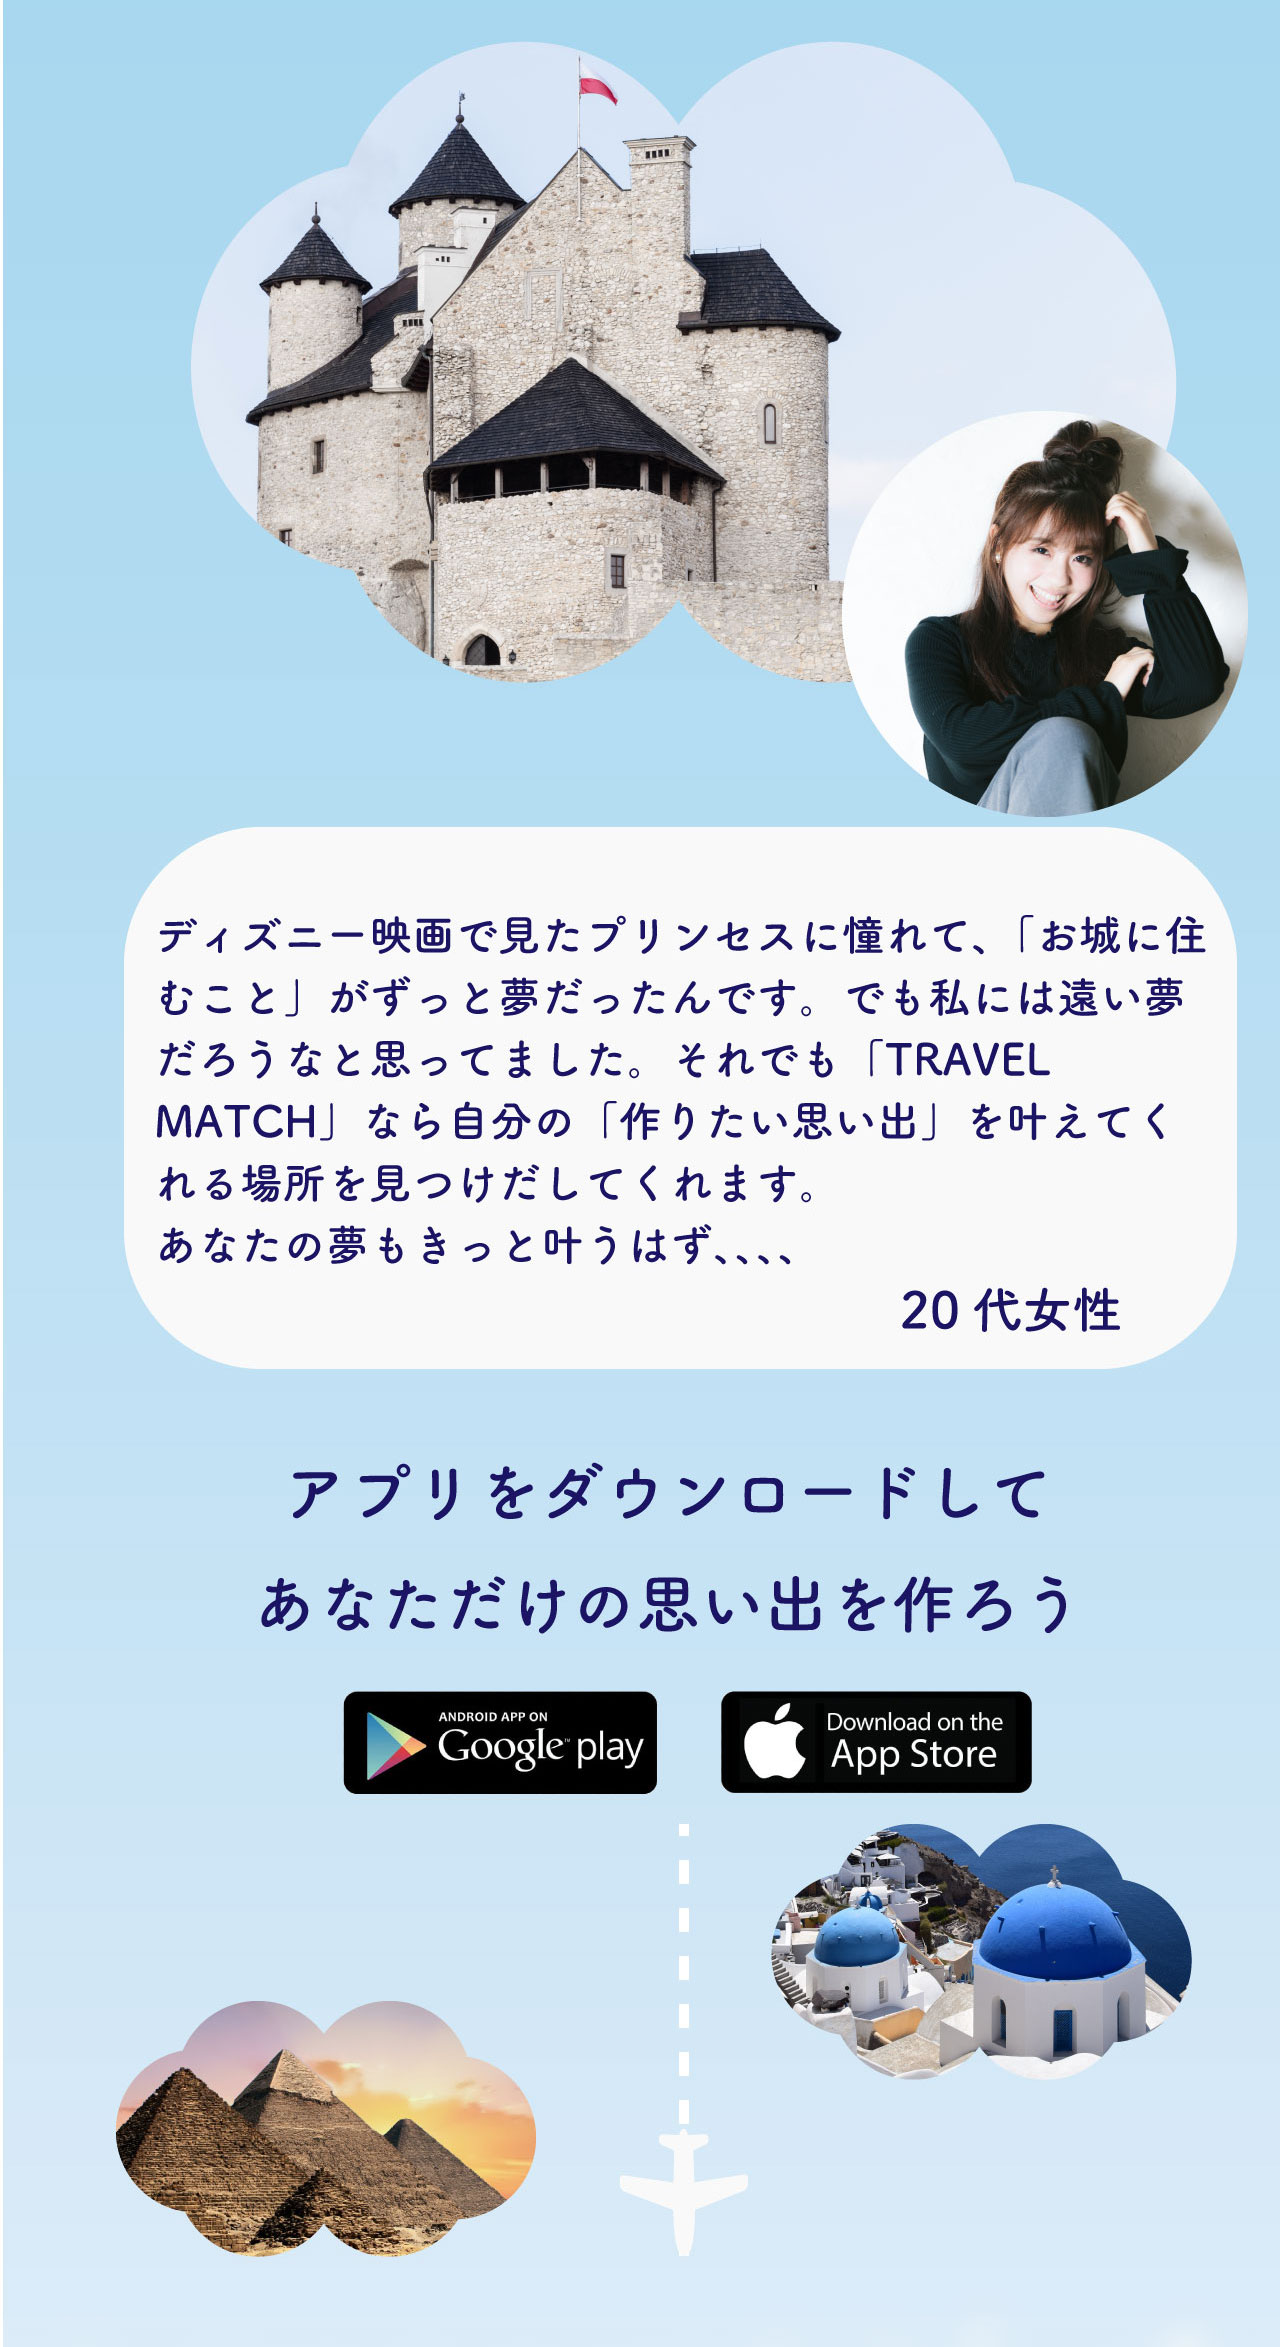 ディズニー映画で見たプリンセスに憧れて、「お城に住
むこと」がずっと夢だったんです。でも私には遠い夢
だろうなと思ってました。それでも「TRAVEL
MATCH」なら自分の「作りたい思い出」を叶えてく
れる場所を見つけだしてくれます。
あなたの夢もきっと叶うはず、、、、
20 代女性
アプリをダウンロードして
あなただけの思い出を作ろう
ANDROID APP ON
Google™ play
Download on the
App Store